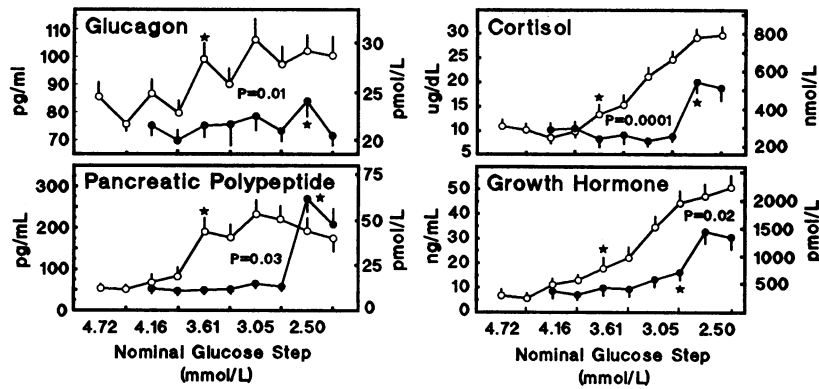 Glucagon
pg/ml
110
100
90
80
70
30
25
20
pmol/L
P=0.01
Cortisol
ug/dL
30
25
20
15
10
5
800
600
400
200
nmol/L
P=0.0001
Pancreatic Polypeptide
pg/mL
300
200
100
50
0
75
50
25
10
0
pmol/L
P=0.03
4.72 4.16 3.61 3.05 2.50
Nominal Glucose Step
(mmol/L)
Growth Hormone
ng/mL
50
40
30
20
10
0
2000
1500
1000
500
pmol/L
P=0.02
4.72 4.16 3.61 3.05 2.50
Nominal Glucose Step
(mmol/L)